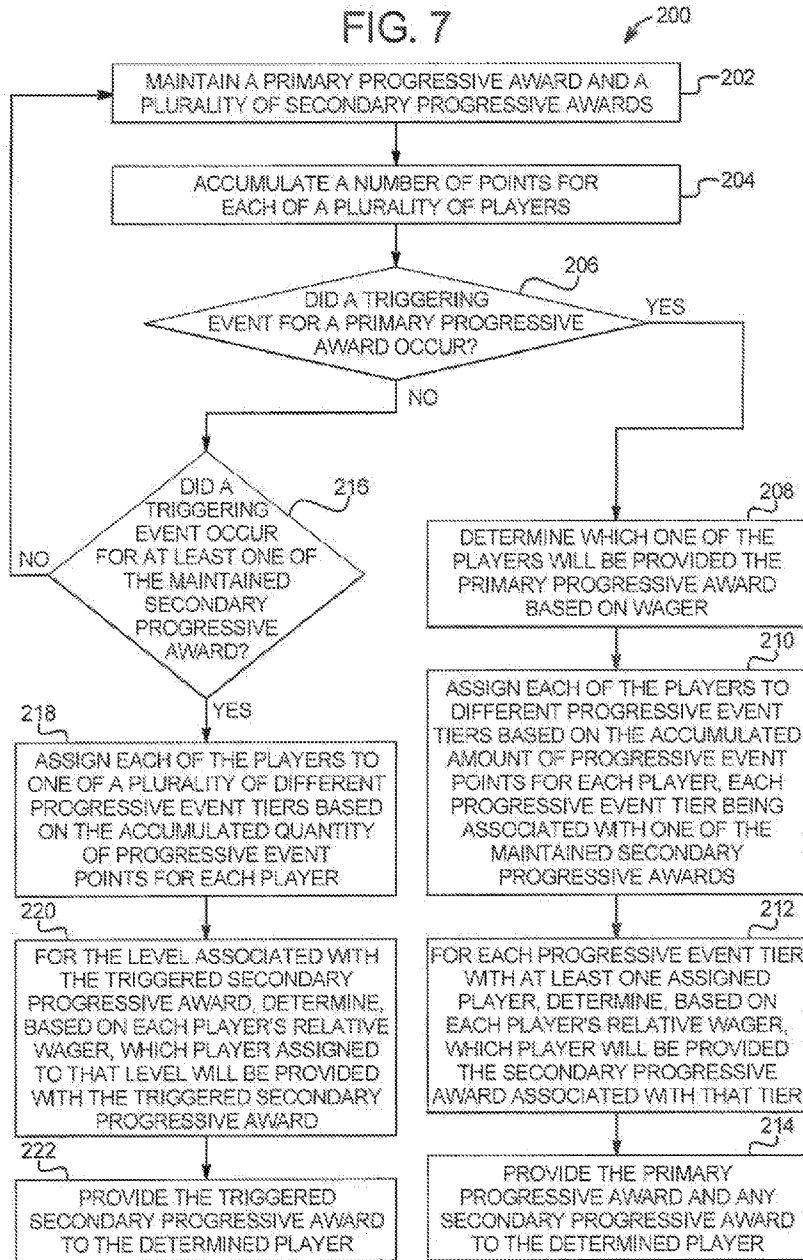 FIG. 7
200
MAINTAIN A PRIMARY PROGRESSIVE AWARD AND A
PLURALITY OF SECONDARY PROGRESSIVE AWARDS
202
ACCUMULATE A NUMBER OF POINTS FOR
EACH OF A PLURALITY OF PLAYERS
204
206
DID A TRIGGERING
EVENT FOR A PRIMARY PROGRESSIVE
AWARD OCCUR?
YES
NO
216
DID A
TRIGGERING
EVENT OCCUR
FOR AT LEAST ONE OF
THE MAINTAINED
SECONDARY
PROGRESSIVE
AWARD?
NO
YES
208
DETERMINE WHICH ONE OF THE
PLAYERS WILL BE PROVIDED THE
PRIMARY PROGRESSIVE AWARD
BASED ON WAGER
210
ASSIGN EACH OF THE PLAYERS TO
DIFFERENT PROGRESSIVE EVENT
TIERS BASED ON THE ACCUMULATED
AMOUNT OF PROGRESSIVE EVENT
POINTS FOR EACH PLAYER, EACH
PROGRESSIVE EVENT TIER BEING
ASSOCIATED WITH ONE OF THE
MAINTAINED SECONDARY
PROGRESSIVE AWARDS
218
ASSIGN EACH OF THE PLAYERS TO
ONE OF A PLURALITY OF DIFFERENT
PROGRESSIVE EVENT TIERS BASED
ON THE ACCUMULATED QUANTITY
OF PROGRESSIVE EVENT
POINTS FOR EACH PLAYER
220
FOR THE LEVEL ASSOCIATED WITH
THE TRIGGERED SECONDARY
PROGRESSIVE AWARD, DETERMINE,
BASED ON EACH PLAYER'S RELATIVE
WAGER, WHICH PLAYER ASSIGNED
TO THAT LEVEL WILL BE PROVIDED
WITH THE TRIGGERED SECONDARY
PROGRESSIVE AWARD
212
FOR EACH PROGRESSIVE EVENT TIER
WITH AT LEAST ONE ASSIGNED
PLAYER, DETERMINE, BASED ON
EACH PLAYER'S RELATIVE WAGER,
WHICH PLAYER WILL BE PROVIDED
THE SECONDARY PROGRESSIVE
AWARD ASSOCIATED WITH THAT TIER
222
PROVIDE THE TRIGGERED
SECONDARY PROGRESSIVE AWARD
TO THE DETERMINED PLAYER
214
PROVIDE THE PRIMARY
PROGRESSIVE AWARD AND ANY
SECONDARY PROGRESSIVE AWARD
TO THE DETERMINED PLAYER